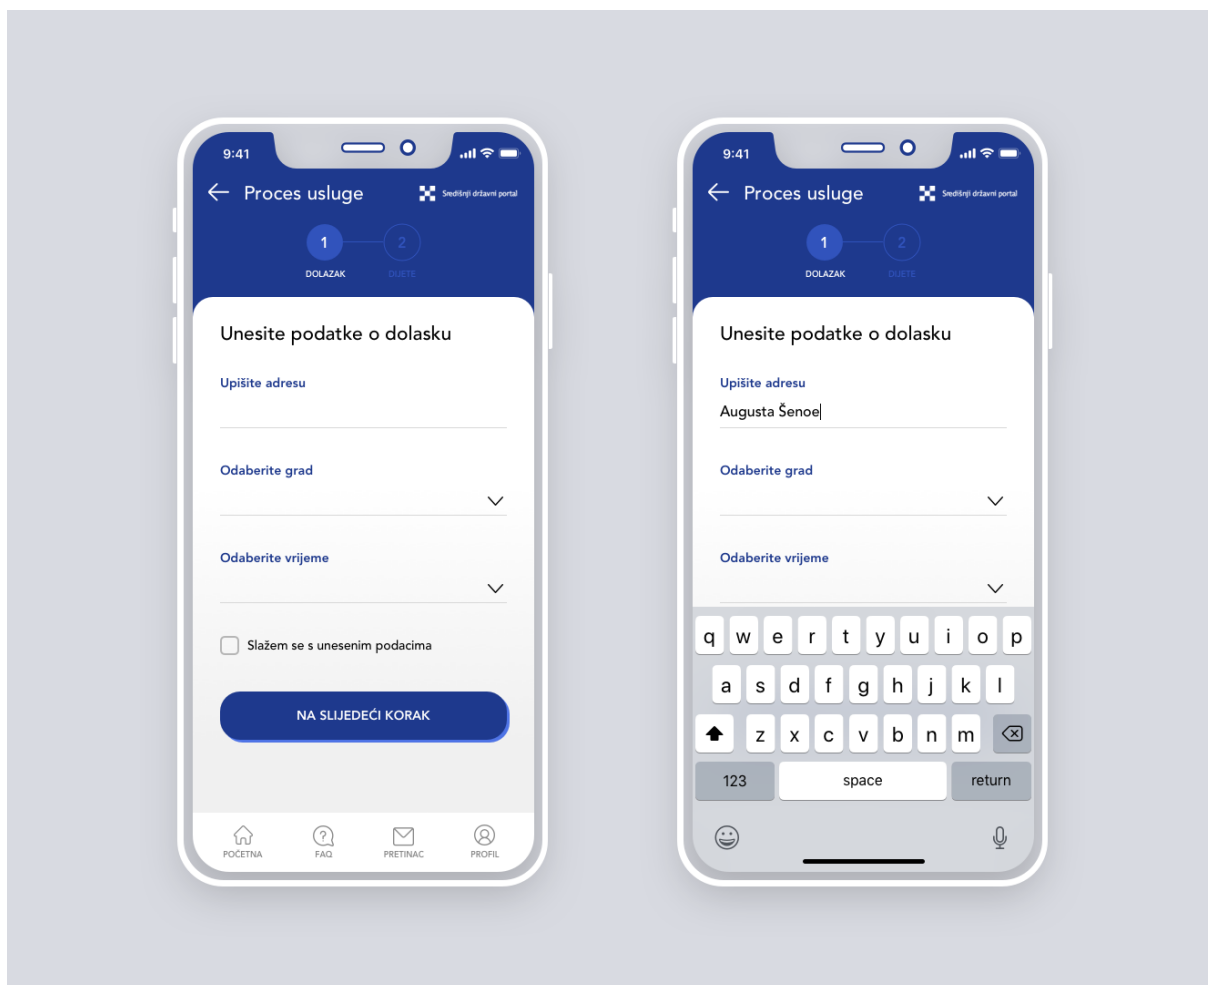 9:41
Proces usluge
Središnji državni portal
1
2
DOLAZAK
DIJETE
Unesite podatke o dolasku
Upišite adresu
Odaberite grad
Odaberite vrijeme
Slažem se s unesenim podacima
NA SLIJEDEĆI KORAK
POČETNA
FAQ
PRETINAC
PROFIL
9:41
Proces usluge
Središnji državni portal
1
2
DOLAZAK
DIJETE
Unesite podatke o dolasku
Upišite adresu
Augusta Šenoe
Odaberite grad
Odaberite vrijeme
q w e r t y u i o p
a s d f g h j k l
z x c v b n m
123 space return